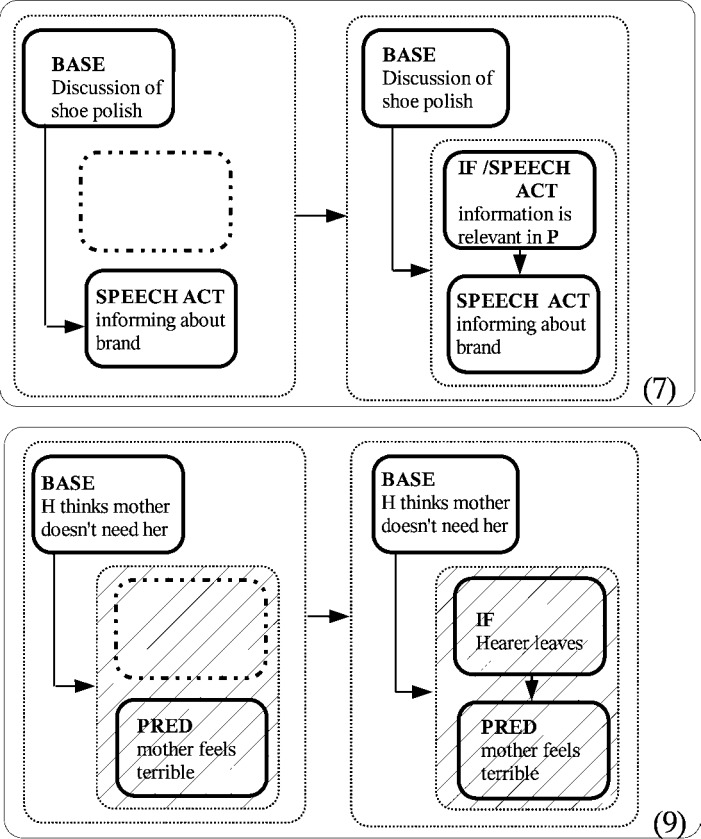 BASE
Discussion of
shoe polish
SPEECH ACT
informing about
brand
BASE
Discussion of
shoe polish
IF /SPEECH
ACT
information is
relevant in P
SPEECH ACT
informing about
brand
(7)
BASE
H thinks mother
doesn't need her
PRED
mother feels
terrible
BASE
H thinks mother
doesn't need her
IF
Hearer leaves
PRED
mother feels
terrible
(9)